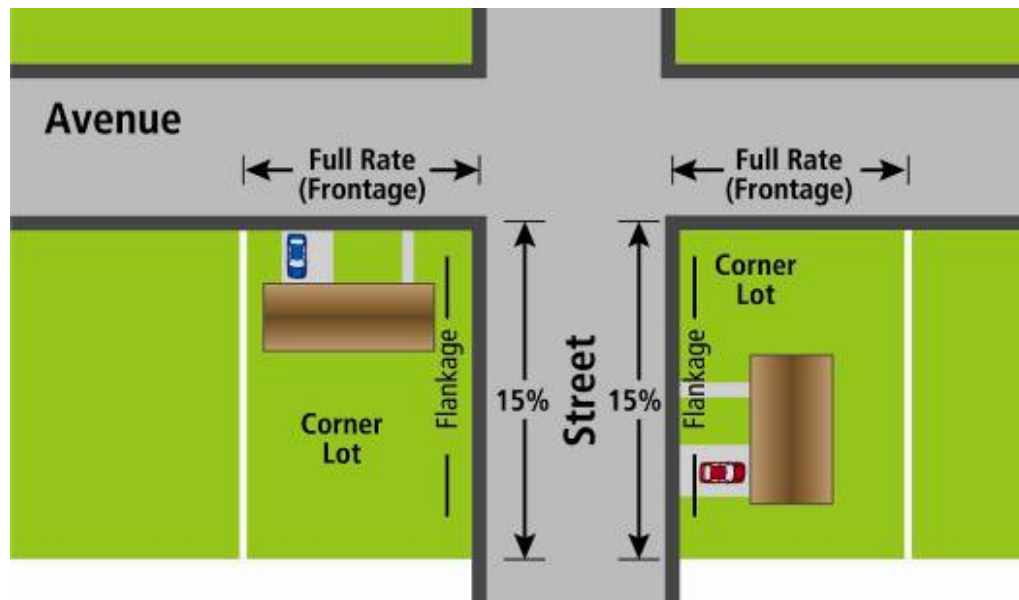 Avenue
Full Rate
(Frontage)
Full Rate
(Frontage)
Corner
Lot
Flankage
15%
Street
15%
Flankage
Corner
Lot